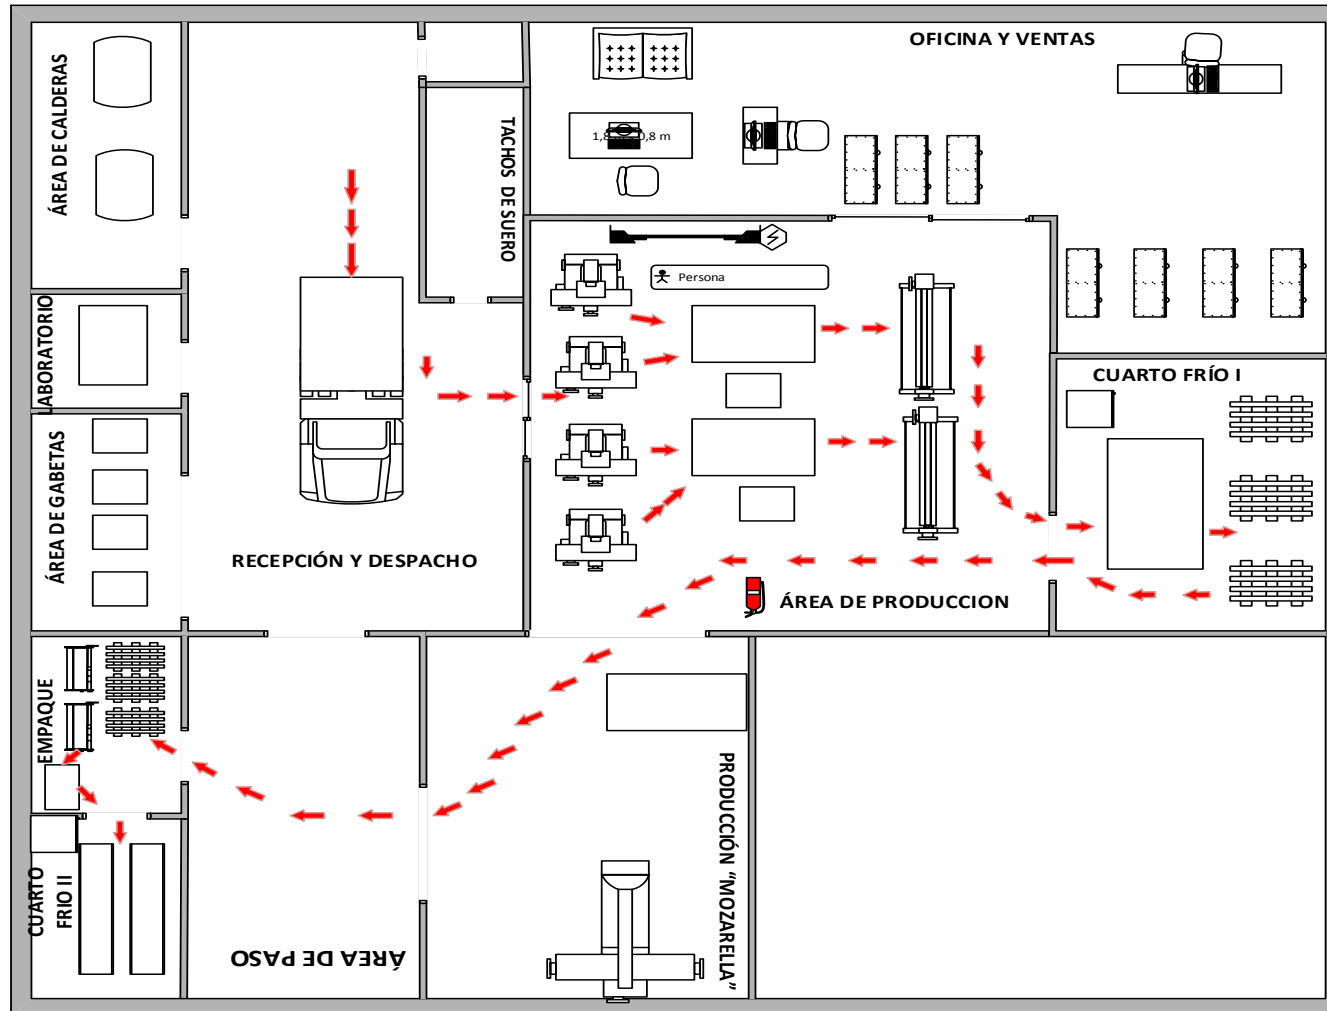 OFICINA Y VENTAS
ÁREA DE CALDERAS
TACHOS DE SUERO
Persona
LABORATORIO
CUARTO FRÍO I
ÁREA DE GABETAS
RECEPCIÓN Y DESPACHO
ÁREA DE PRODUCCION
EMPAQUE
PRODUCCIÓN “MOZARELLA”
CUARTO
FRIO II
ÁREA DE PASO